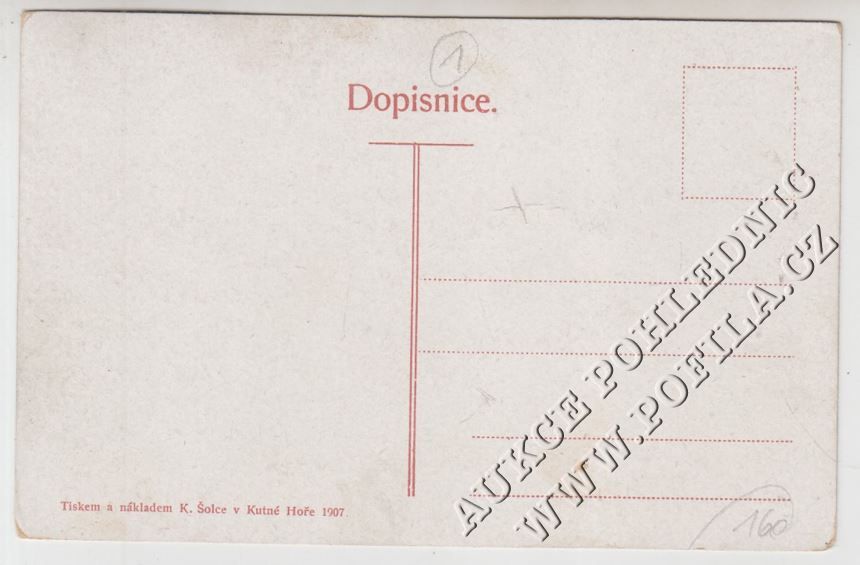 1
Dopisnice.
AUKCE POHLEDNIC
WWW.POFILA.CZ
Tiskem a nákladem K. Šolce v Kutné Hoře 1907.
160